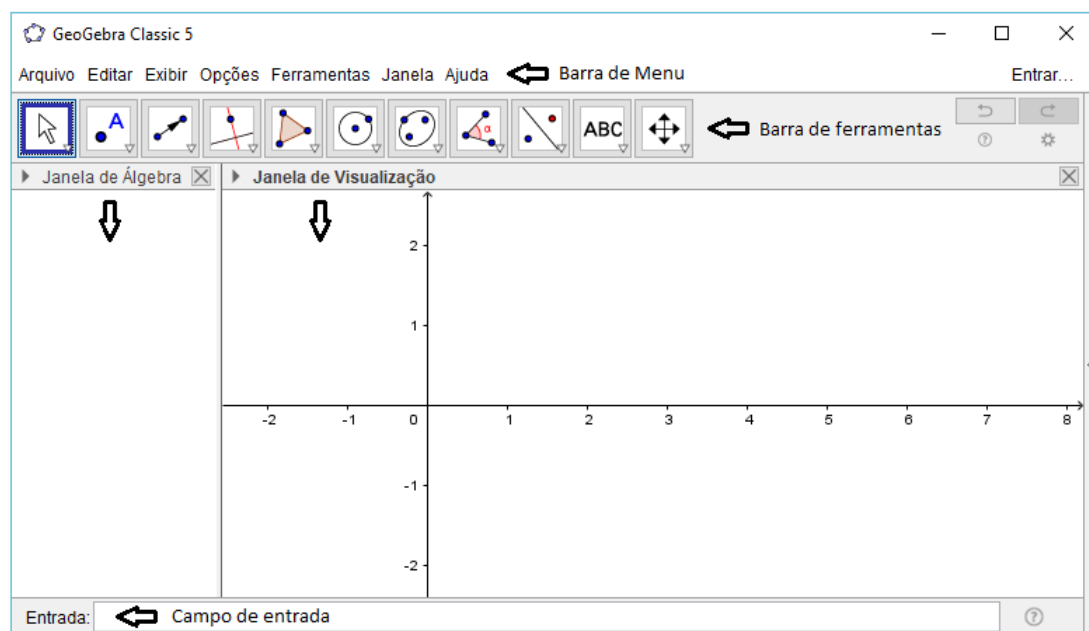 GeoGebra Classic 5
Arquivo Editar Exibir Opções Ferramentas Janela Ajuda Barra de Menu Entrar...
A α ABC Barra de ferramentas
Janela de Álgebra Janela de Visualização
2
1
-2 -1 0 1 2 3 4 5 6 7 8
-1
-2
Entrada: Campo de entrada